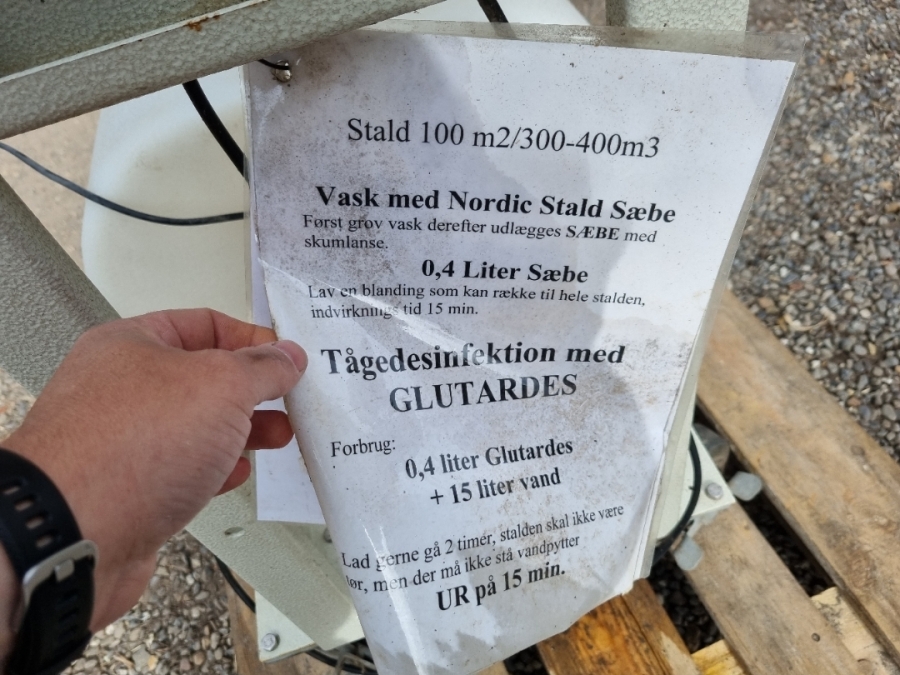 Stald 100 m2/300-400m3
Vask med Nordic Stald Sæbe
Først grov vask derefter udlægges SÆBE med
skumlanse.
0,4 Liter Sæbe
Lav en blanding som kan række til hele stalden,
indvirknings tid 15 min.
Tågedesinfektion med
GLUTARDES
Forbrug:
0,4 liter Glutardes
+ 15 liter vand
Lad gerne gå 2 timer, stalden skal ikke være
tør, men der må ikke stå vandpytter
UR på 15 min.